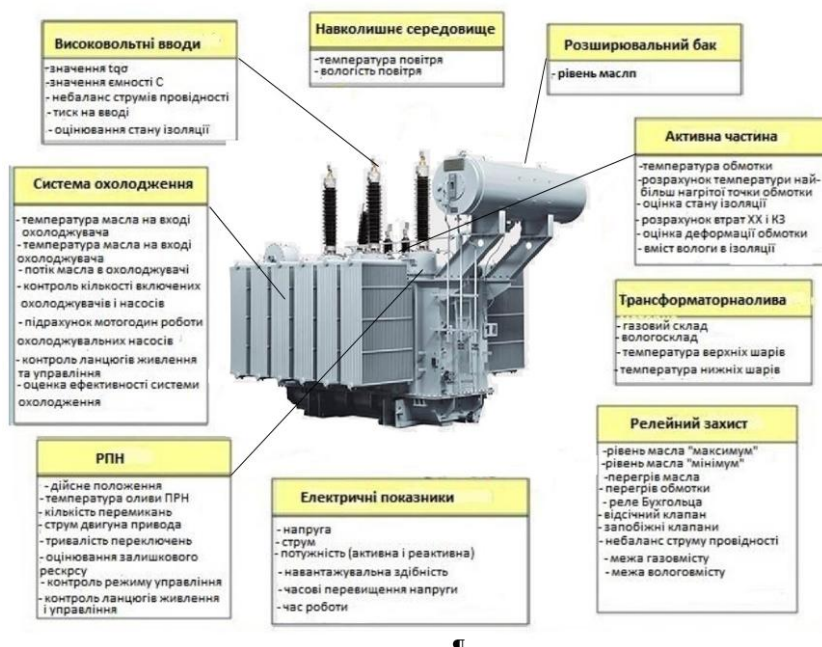 Високовольтні вводи
-значення tqσ
-значення ємності С
- небаланс струмів провідності
- тиск на вводі
- оцінювання стану ізоляції
Навколишнє середовище
-температура повітря
- вологість повітря
Розширювальний бак
- рівень маслп
Активна частина
-температура обмотки
-розрахунок температури най-
більш нагрітої точки обмотки
- оцінка стану ізоляції
- розрахунок втрат ХХ і КЗ
- оцінка деформації обмотки
- вміст вологи в ізоляції
Система охолодження
- температура масла на вході
охолоджувача
- температура масла на вході
охолоджувача
- потік масла в охолоджувачі
- контроль кількості включених
охолоджувачів і насосів
- підрахунок мотогодин роботи
охолоджувальних насосів
- контроль ланцюгів живлення
та управління
- оценка ефективності системи
охолодження
Трансформаторнаолива
- газовий склад
- вологосклад
- температура верхніх шарів
- температура нижніх шарів
РПН
- дійсне положення
- температура оливи ПРН
- кількість перемикань
- струм двигуна привода
- тривалість переключень
- оцінювання залишкового
рескрсу
- контроль режиму управління
- контроль ланцюгів живлення
і управління
Електричні показники
- напруга
- струм
- потужність (активна і реактивна)
- навантажувальна здібність
- часові перевищення напруги
- час роботи
Релейний захист
-рівень масла "максимум"
-рівень масла "мінімум"
-перегрів масла
- перегрів обмотки
- реле Бухгольца
- відсічний клапан
- запобіжні клапани
- небаланс струму провідності
- межа газовмісту
- межа вологовмісту
¶